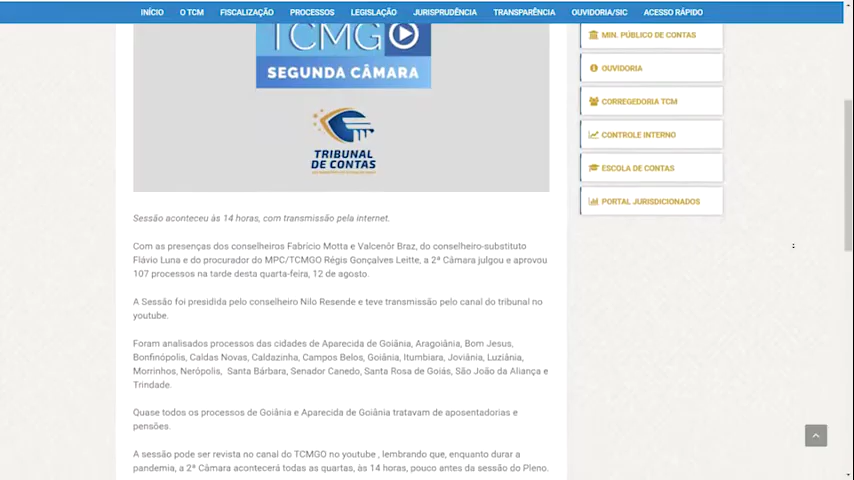 INÍCIO O TCM FISCALIZAÇÃO PROCESSOS LEGISLAÇÃO JURISPRUDÊNCIA TRANSPARÊNCIA OUVIDORIA/SIC ACESSO RÁPIDO
TCMG
SEGUNDA CÂMARA
TRIBUNAL
DE CONTAS
Sessão aconteceu às 14 horas, com transmissão pela internet.
Com as presenças dos conselheiros Fabrício Motta e Valcenôr Braz, do conselheiro-substituto
Flávio Luna e do procurador do MPC/TCMGO Régis Gonçalves Leitte, a 2ª Câmara julgou e aprovou
107 processos na tarde desta quarta-feira, 12 de agosto.
A Sessão foi presidida pelo conselheiro Nilo Resende e teve transmissão pelo canal do tribunal no
youtube.
Foram analisados processos das cidades de Aparecida de Goiânia, Aragoiânia, Bom Jesus,
Bonfinópolis, Caldas Novas, Caldazinha, Campos Belos, Goiânia, Itumbiara, Joviânia, Luziânia,
Morrinhos, Nerópolis, Santa Bárbara, Senador Canedo, Santa Rosa de Goiás, São João da Aliança e
Trindade.
Quase todos os processos de Goiânia e Aparecida de Goiânia tratavam de aposentadorias e
pensões.
A sessão pode ser revista no canal do TCMGO no youtube , lembrando que, enquanto durar a
pandemia, a 2ª Câmara acontecerá todas as quartas, às 14 horas, pouco antes da sessão do Pleno.
MIN. PÚBLICO DE CONTAS
OUVIDORIA
CORREGEDORIA TCM
CONTROLE INTERNO
ESCOLA DE CONTAS
PORTAL JURISDICIONADOS